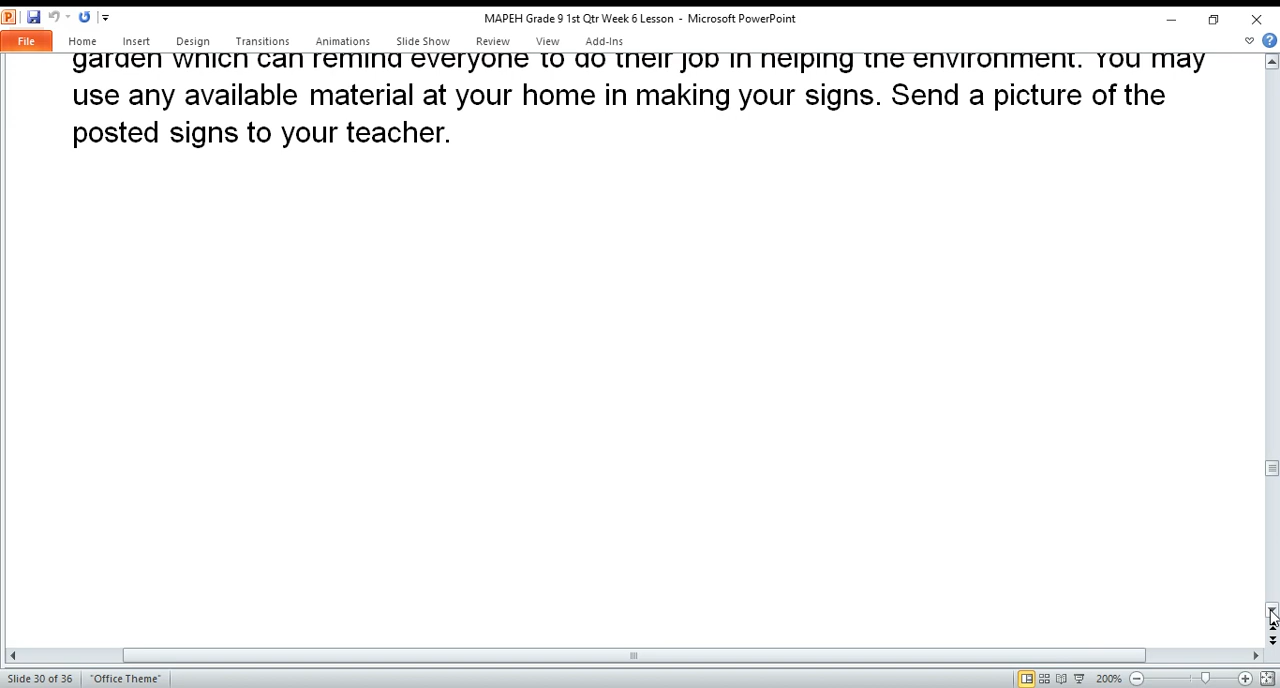 MAPEH Grade 9 1st Qtr Week 6 Lesson - Microsoft PowerPoint
File Home Insert Design Transitions Animations Slide Show Review View Add-Ins
garden which can remind everyone to do their job in helping the environment. You may
use any available material at your home in making your signs. Send a picture of the
posted signs to your teacher.
Slide 30 of 36 "Office Theme" 200%